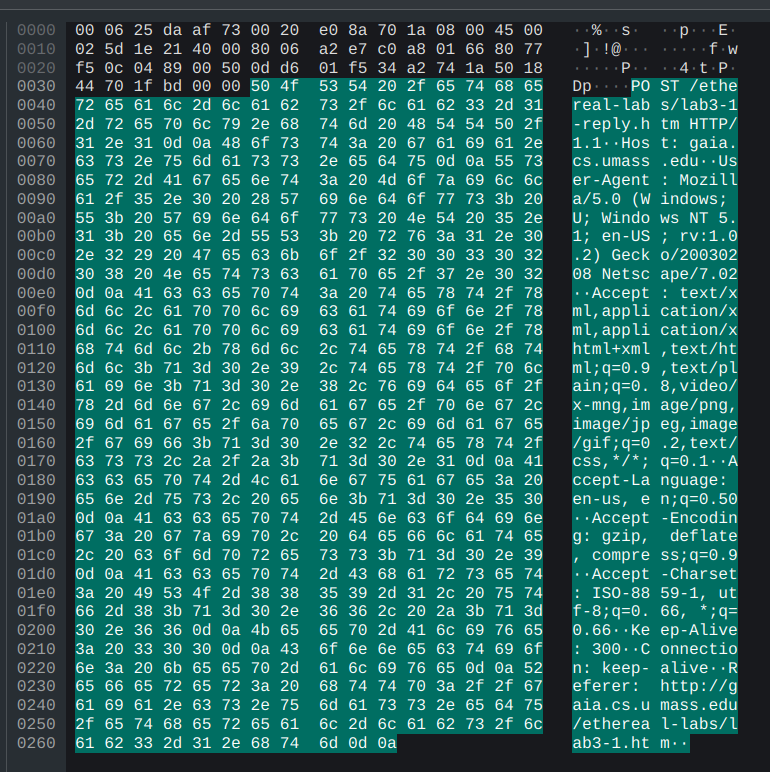 0000 00 06 25 da af 73 00 20 e0 8a 70 1a 08 00 45 00 ··%··s· ··p···E·
0010 02 5d 1e 21 40 00 80 06 a2 e7 c0 a8 01 66 80 77 ·]·!@··· ·····f·w
0020 f5 0c 04 89 00 50 0d d6 01 f5 34 a2 74 1a 50 18 ·····P·· ··4·t·P·
0030 44 70 1f bd 00 00 50 4f 53 54 20 2f 65 74 68 65 Dp····PO ST /ethe
0040 72 65 61 6c 2d 6c 61 62 73 2f 6c 61 62 33 2d 31 real-lab s/lab3-1
0050 2d 72 65 70 6c 79 2e 68 74 6d 20 48 54 54 50 2f -reply.h tm HTTP/
0060 31 2e 31 0d 0a 48 6f 73 74 3a 20 67 61 69 61 2e 1.1··Hos t: gaia.
0070 63 73 2e 75 6d 61 73 73 2e 65 64 75 0d 0a 55 73 cs.umass .edu··Us
0080 65 72 2d 41 67 65 6e 74 3a 20 4d 6f 7a 69 6c 6c er-Agent : Mozill
0090 61 2f 35 2e 30 20 28 57 69 6e 64 6f 77 73 3b 20 a/5.0 (W indows; 
00a0 55 3b 20 57 69 6e 64 6f 77 73 20 4e 54 20 35 2e U; Windo ws NT 5.
00b0 31 3b 20 65 6e 2d 55 53 3b 20 72 76 3a 31 2e 30 1; en-US ; rv:1.0
00c0 2e 32 29 20 47 65 63 6b 6f 2f 32 30 30 33 30 32 .2) Geck o/200302
00d0 30 38 20 4e 65 74 73 63 61 70 65 2f 37 2e 30 32 08 Netsc ape/7.02
00e0 0d 0a 41 63 63 65 70 74 3a 20 74 65 78 74 2f 78 ··Accept : text/x
00f0 6d 6c 2c 61 70 70 6c 69 63 61 74 69 6f 6e 2f 78 ml,appli cation/x
0100 6d 6c 2c 61 70 70 6c 69 63 61 74 69 6f 6e 2f 78 ml,appli cation/x
0110 68 74 6d 6c 2b 78 6d 6c 2c 74 65 78 74 2f 68 74 html+xml ,text/ht
0120 6d 6c 3b 71 3d 30 2e 39 2c 74 65 78 74 2f 70 6c ml;q=0.9 ,text/pl
0130 61 69 6e 3b 71 3d 30 2e 38 2c 76 69 64 65 6f 2f ain;q=0. 8,video/
0140 78 2d 6d 6e 67 2c 69 6d 61 67 65 2f 70 6e 67 2c x-mng,im age/png,
0150 69 6d 61 67 65 2f 6a 70 65 67 2c 69 6d 61 67 65 image/jp eg,image
0160 2f 67 69 66 3b 71 3d 30 2e 32 2c 74 65 78 74 2f /gif;q=0 .2,text/
0170 63 73 73 2c 2a 2f 2a 3b 71 3d 30 2e 31 0d 0a 41 css,*/*; q=0.1··A
0180 63 63 65 70 74 2d 4c 61 6e 67 75 61 67 65 3a 20 ccept-La nguage: 
0190 65 6e 2d 75 73 2c 20 65 6e 3b 71 3d 30 2e 35 30 en-us, e n;q=0.50
01a0 0d 0a 41 63 63 65 70 74 2d 45 6e 63 6f 64 69 6e ··Accept -Encodin
01b0 67 3a 20 67 7a 69 70 2c 20 64 65 66 6c 61 74 65 g: gzip, deflate
01c0 2c 20 63 6f 6d 70 72 65 73 73 3b 71 3d 30 2e 39 , compre ss;q=0.9
01d0 0d 0a 41 63 63 65 70 74 2d 43 68 61 72 73 65 74 ··Accept -Charset
01e0 3a 20 49 53 4f 2d 38 38 35 39 2d 31 2c 20 75 74 : ISO-88 59-1, ut
01f0 66 2d 38 3b 71 3d 30 2e 36 36 2c 20 2a 3b 71 3d f-8;q=0. 66, *;q=
0200 30 2e 36 36 0d 0a 4b 65 65 70 2d 41 6c 69 76 65 0.66··Ke ep-Alive
0210 3a 20 33 30 30 0d 0a 43 6f 6e 6e 65 63 74 69 6f : 300··C onnectio
0220 6e 3a 20 6b 65 65 70 2d 61 6c 69 76 65 0d 0a 52 n: keep- alive··R
0230 65 66 65 72 65 72 3a 20 68 74 74 70 3a 2f 2f 67 eferer:  http://g
0240 61 69 61 2e 63 73 2e 75 6d 61 73 73 2e 65 64 75 aia.cs.u mass.edu
0250 2f 65 74 68 65 72 65 61 6c 2d 6c 61 62 73 2f 6c /etherea l-labs/l
0260 61 62 33 2d 31 2e 68 74 6d 0d 0a ab3-1.ht m··